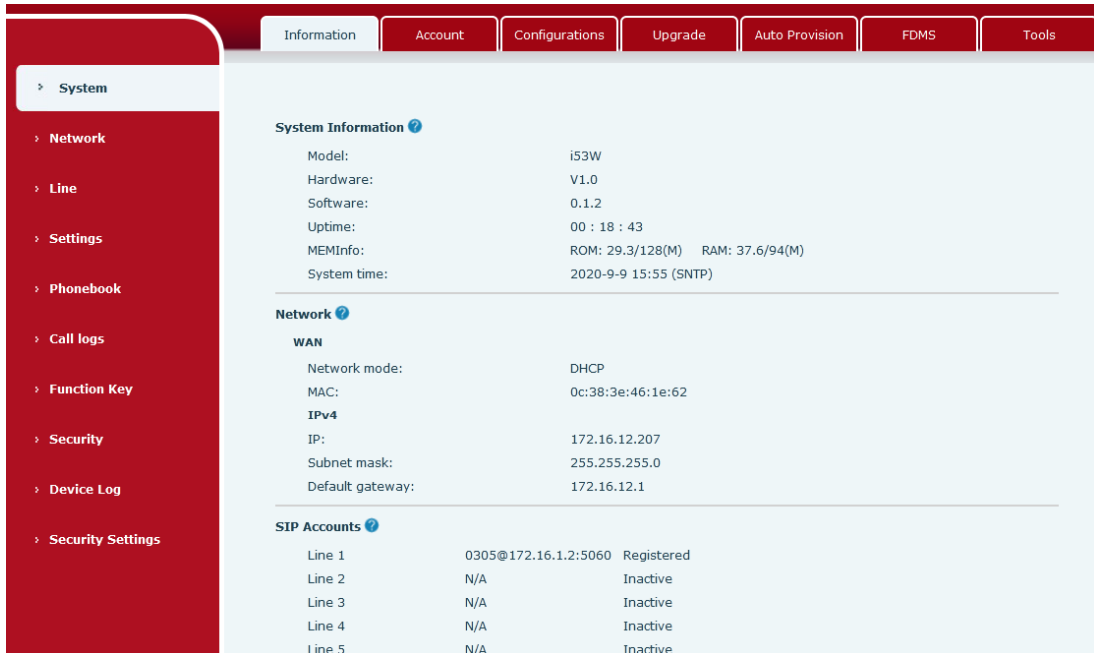 Information Account Configurations Upgrade Auto Provision FDMS Tools
› System
› Network
› Line
› Settings
› Phonebook
› Call logs
› Function Key
› Security
› Device Log
› Security Settings
System Information ?
Model: i53W
Hardware: V1.0
Software: 0.1.2
Uptime: 00 : 18 : 43
MEMInfo: ROM: 29.3/128(M) RAM: 37.6/94(M)
System time: 2020-9-9 15:55 (SNTP)
Network ?
WAN
Network mode: DHCP
MAC: 0c:38:3e:46:1e:62
IPv4
IP: 172.16.12.207
Subnet mask: 255.255.255.0
Default gateway: 172.16.12.1
SIP Accounts ?
Line 1 0305@172.16.1.2:5060 Registered
Line 2 N/A Inactive
Line 3 N/A Inactive
Line 4 N/A Inactive
Line 5 N/A Inactive